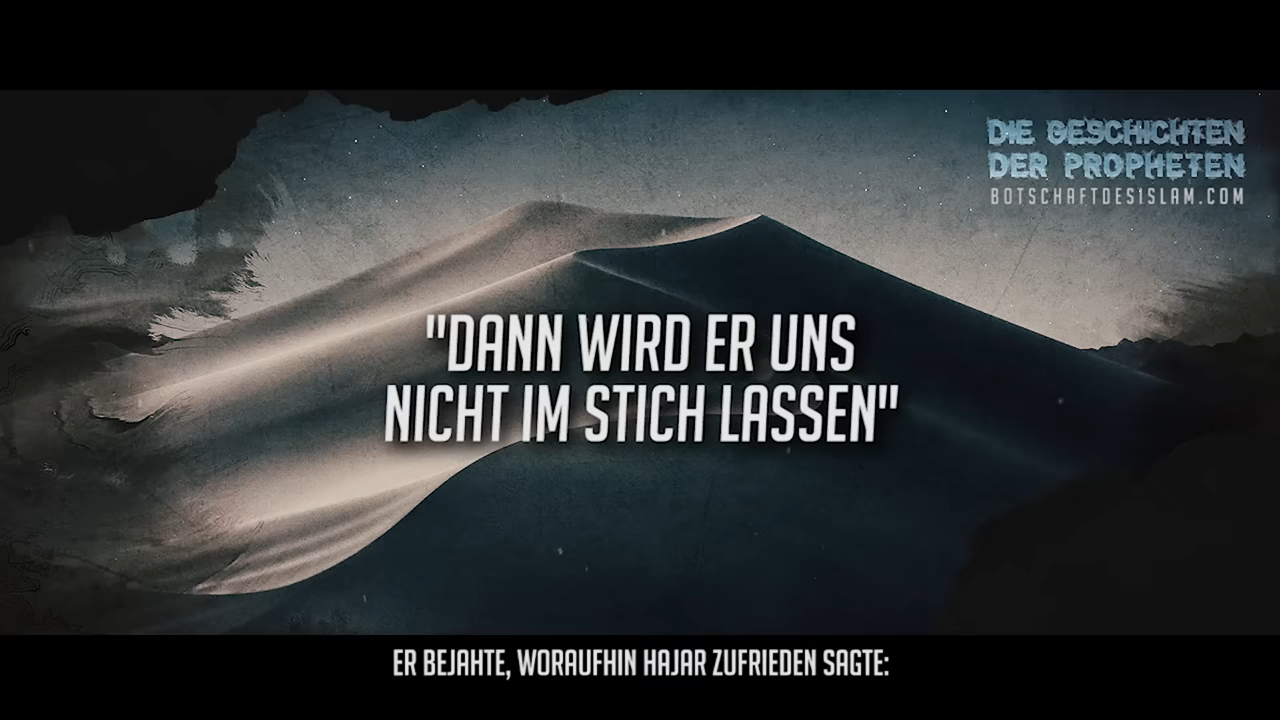 DIE GESCHICHTEN
DER PROPHETEN
BOTSCHAFTDESISLAM.COM
"DANN WIRD ER UNS
NICHT IM STICH LASSEN"
ER BEJAHTE, WORAUFHIN HAJAR ZUFRIEDEN SAGTE: